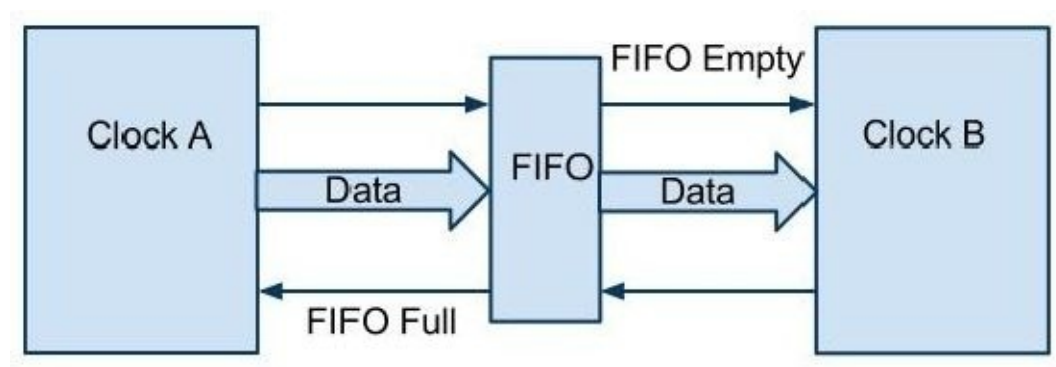 FIFO Empty
Clock A
Clock B
FIFO
Data
Data
FIFO Full